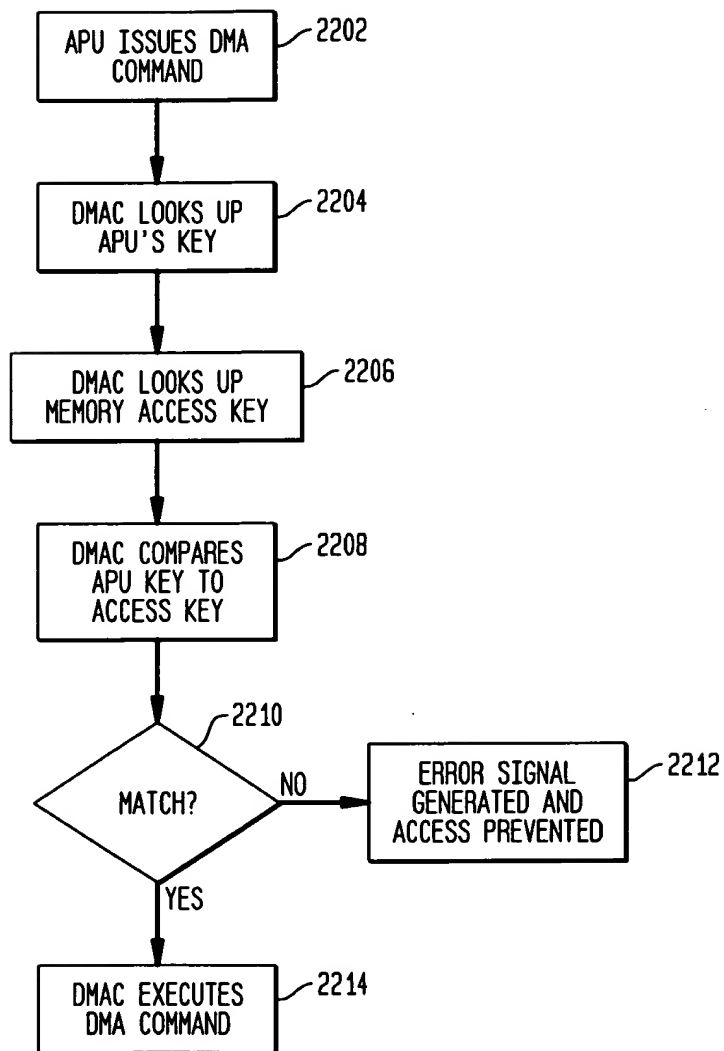 APU ISSUES DMA
COMMAND
2202
DMAC LOOKS UP
APU'S KEY
2204
DMAC LOOKS UP
MEMORY ACCESS KEY
2206
DMAC COMPARES
APU KEY TO
ACCESS KEY
2208
MATCH?
2210
NO
ERROR SIGNAL
GENERATED AND
ACCESS PREVENTED
2212
YES
DMAC EXECUTES
DMA COMMAND
2214